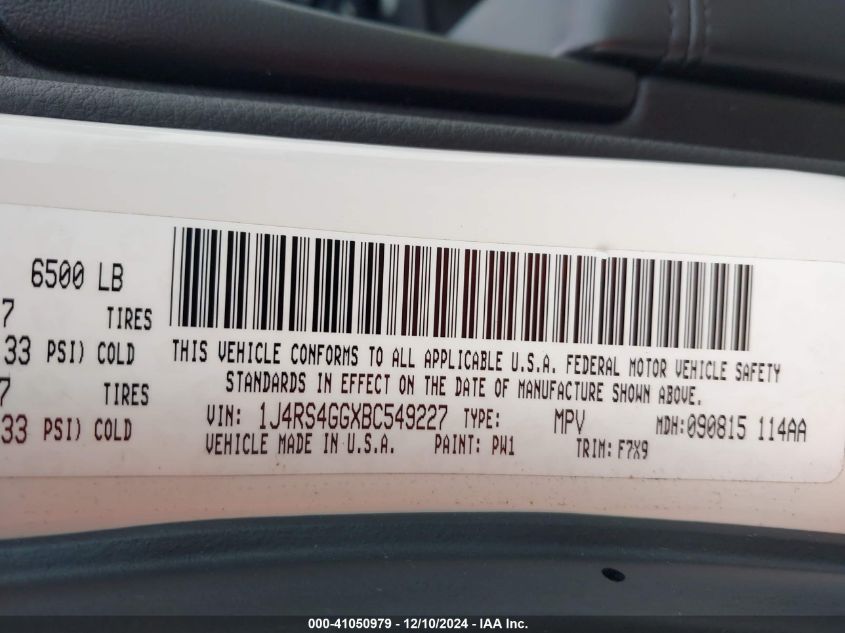 6500 LB
7 TIRES
33 PSI) COLD
7 TIRES
33 PSI) COLD
THIS VEHICLE CONFORMS TO ALL APPLICABLE U.S.A. FEDERAL MOTOR VEHICLE SAFETY
STANDARDS IN EFFECT ON THE DATE OF MANUFACTURE SHOWN ABOVE.
VIN: 1J4RS4GGXBC549227 TYPE: MPV MDH:090815 114AA
VEHICLE MADE IN U.S.A. PAINT: PW1 TRIM: F7X9
000-41050979 - 12/10/2024 - IAA Inc.